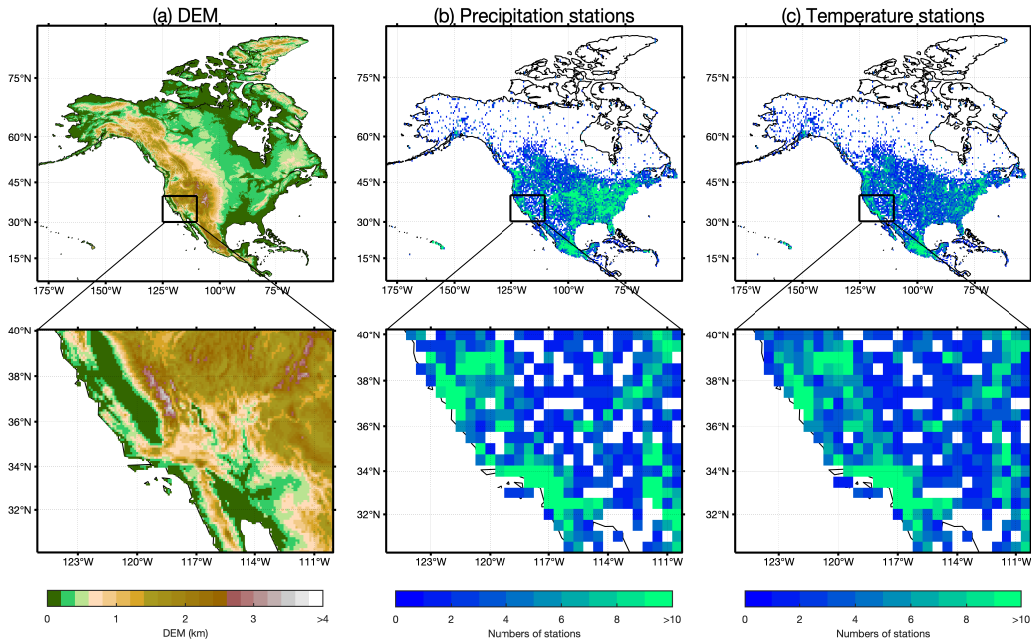 (a) DEM
(b) Precipitation stations
(c) Temperature stations
75°N
60°N
45°N
30°N
15°N
175°W 150°W 125°W 100°W 75°W
75°N
60°N
45°N
30°N
15°N
175°W 150°W 125°W 100°W 75°W
75°N
60°N
45°N
30°N
15°N
175°W 150°W 125°W 100°W 75°W
40°N
38°N
36°N
34°N
32°N
123°W 120°W 117°W 114°W 111°W
40°N
38°N
36°N
34°N
32°N
123°W 120°W 117°W 114°W 111°W
40°N
38°N
36°N
34°N
32°N
123°W 120°W 117°W 114°W 111°W
0 1 2 3 >4
DEM (km)
0 2 4 6 8 >10
Numbers of stations
0 2 4 6 8 >10
Numbers of stations